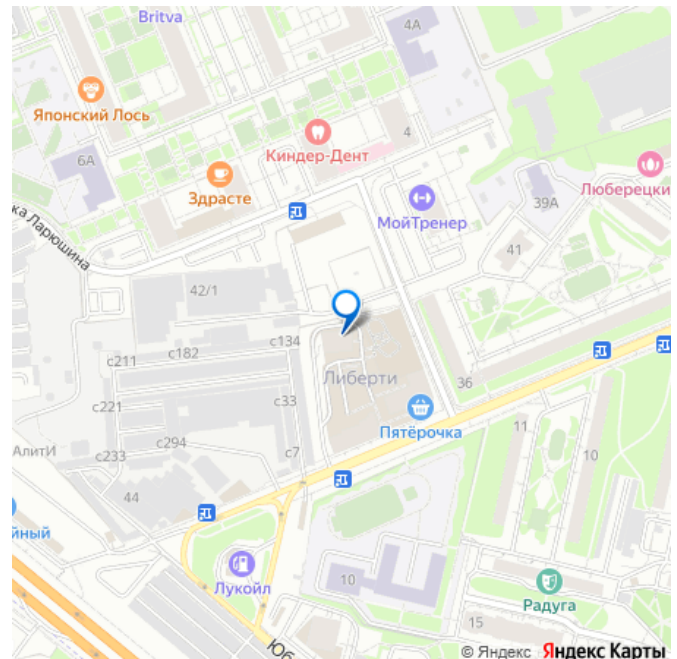 Britva
4А
Японский Лось
6А
Киндер-Дент
4
Здрасте
МойТренер
Люберецки
39А
ка Ларюшина
41
42/1
с134
с182
с211
Либерти
36
с33
с221
Пятёрочка
с294
с7
АлитИ
с233
11
10
44
йный
Лукойл
10
Радуга
15
Юб
© Яндекс Яндекс Карты